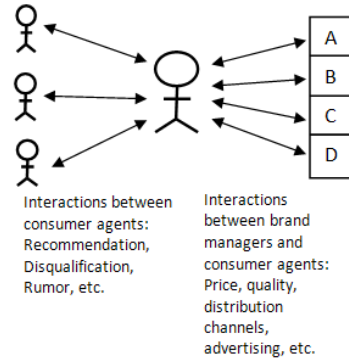 A
B
C
D
Interactions between
consumer agents:
Recommendation,
Disqualification,
Rumor, etc.
Interactions
between brand
managers and
consumer agents:
Price, quality,
distribution
channels,
advertising, etc.